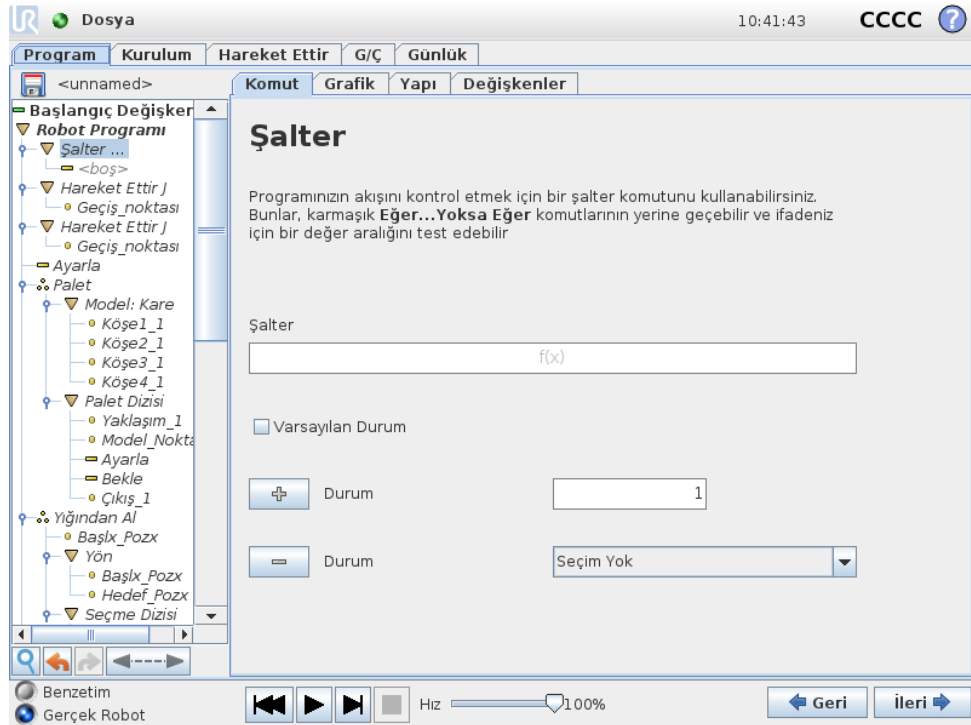 UR Dosya 10:41:43 CCCC ?
Program Kurulum Hareket Ettir G/Ç Günlük
<unnamed>
Komut Grafik Yapı Değişkenler
Başlangıç Değişker
Robot Programı
Şalter ...
<boş>
Hareket Ettir J
Geçiş_noktası
Hareket Ettir J
Geçiş_noktası
Ayarla
Palet
Model: Kare
Köşe1_1
Köşe2_1
Köşe3_1
Köşe4_1
Palet Dizisi
Yaklaşım_1
Model_Nokta
Ayarla
Bekle
Çıkış_1
Yığından Al
Başlx_Pozx
Yön
Başlx_Pozx
Hedef_Pozx
Seçme Dizisi
Şalter
Programınızın akışını kontrol etmek için bir şalter komutunu kullanabilirsiniz.
Bunlar, karmaşık Eğer...Yoksa Eğer komutlarının yerine geçebilir ve ifadeniz
için bir değer aralığını test edebilir
Şalter
f(x)
Varsayılan Durum
Durum 1
Durum Seçim Yok
Benzetim
Gerçek Robot
Hız 100%
Geri İleri